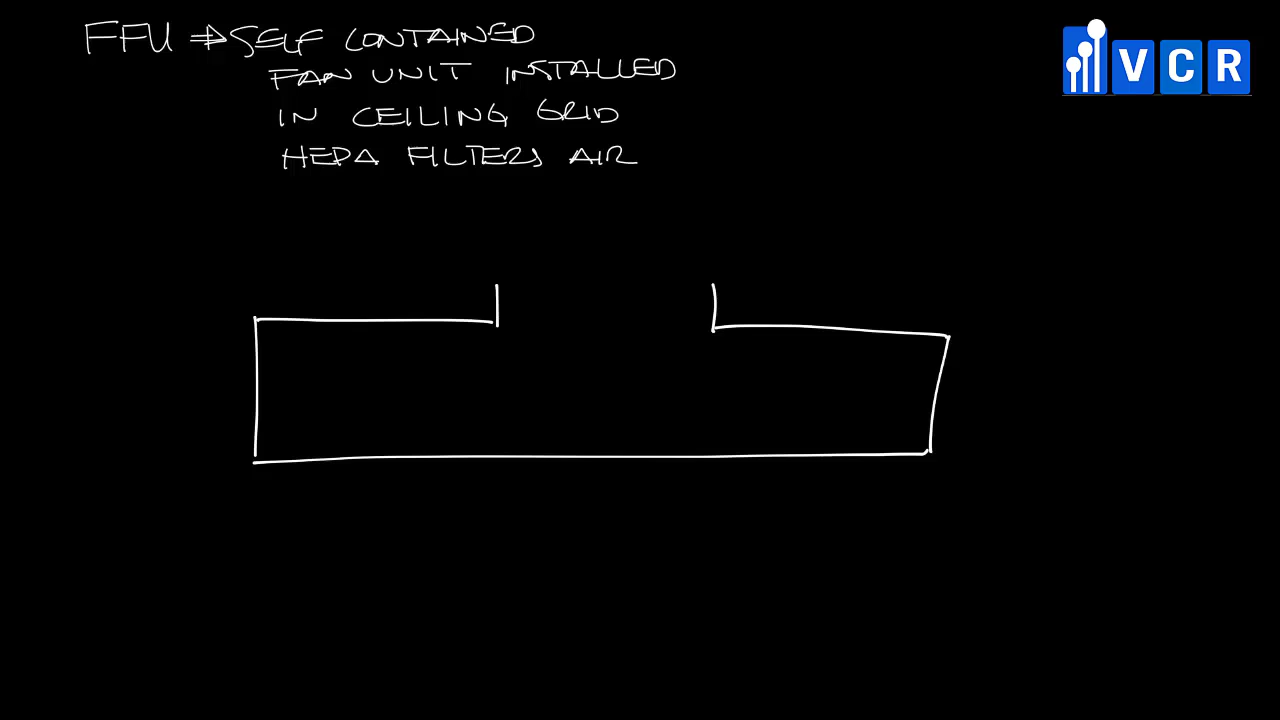 FFU ⇒ SELF CONTAINED
FAN UNIT INSTALLED
IN CEILING GRID
HEPA FILTERS AIR
VCR